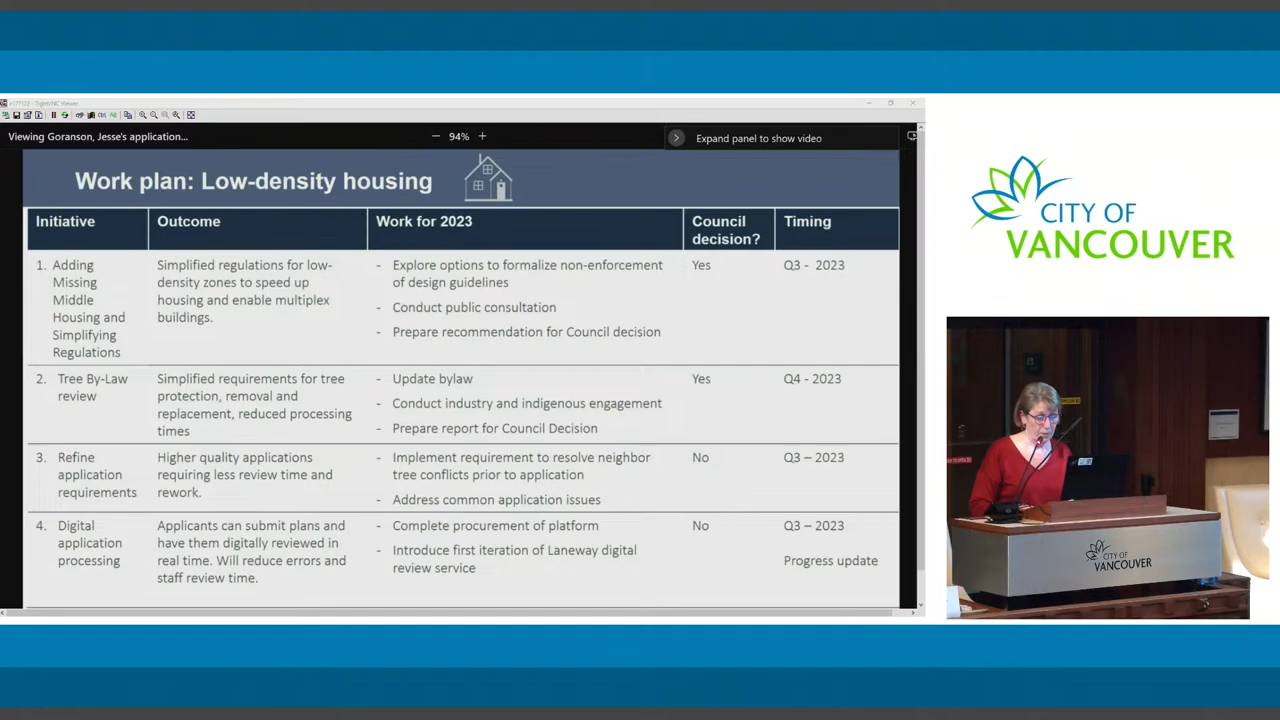 Viewing Goranson, Jesse's application...
94%
Expand panel to show video
Work plan: Low-density housing
Initiative
Outcome
Work for 2023
Council
decision?
Timing
1. Adding
Missing
Middle
Housing and
Simplifying
Regulations
Simplified regulations for low-
density zones to speed up
housing and enable multiplex
buildings.
- Explore options to formalize non-enforcement
of design guidelines
- Conduct public consultation
- Prepare recommendation for Council decision
Yes
Q3 - 2023
2. Tree By-Law
review
Simplified requirements for tree
protection, removal and
replacement, reduced processing
times
- Update bylaw
- Conduct industry and indigenous engagement
- Prepare report for Council Decision
Yes
Q4 - 2023
3. Refine
application
requirements
Higher quality applications
requiring less review time and
rework.
- Implement requirement to resolve neighbor
tree conflicts prior to application
- Address common application issues
No
Q3 – 2023
4. Digital
application
processing
Applicants can submit plans and
have them digitally reviewed in
real time. Will reduce errors and
staff review time.
- Complete procurement of platform
- Introduce first iteration of Laneway digital
review service
No
Q3 – 2023
Progress update
CITY OF
VANCOUVER
CITY OF
VANCOUVER